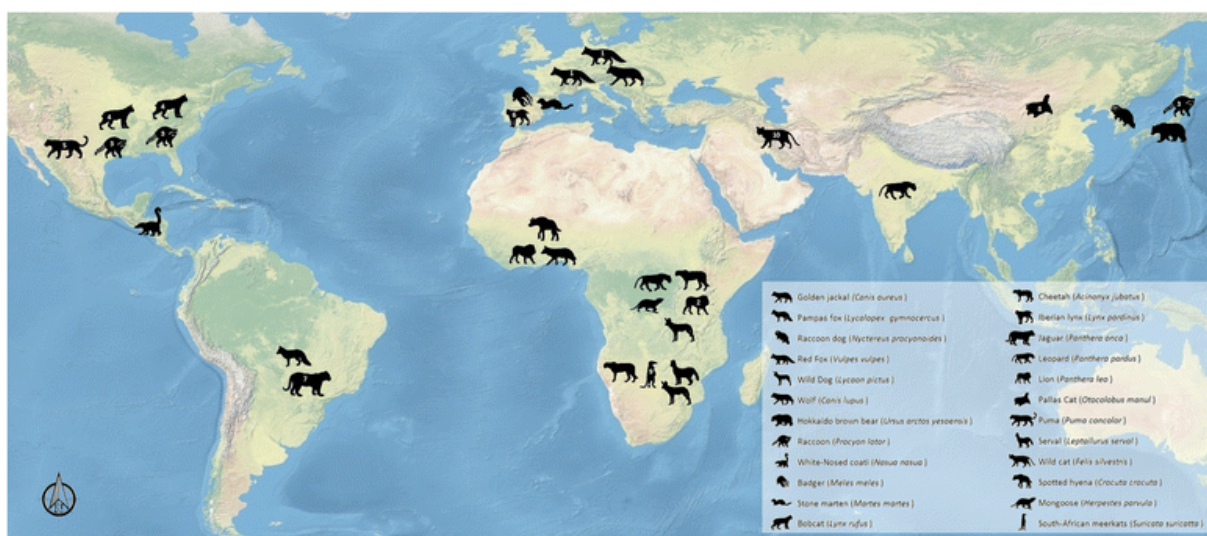 Golden jackal (Canis aureus)
Pampas fox (Lycalopex gymnocercus)
Raccoon dog (Nyctereus procyonoides)
Red Fox (Vulpes vulpes)
Wild Dog (Lycaon pictus)
Wolf (Canis lupus)
Hokkaido brown bear (Ursus arctos yesoensis)
Raccoon (Procyon lotor)
White-Nosed coati (Nasua nasua)
Badger (Meles meles)
Stone marten (Martes martes)
Bobcat (Lynx rufus)
Cheetah (Acinonyx jubatus)
Iberian lynx (Lynx pardinus)
Jaguar (Panthera onca)
Leopard (Panthera pardus)
Lion (Panthera leo)
Pallas Cat (Otocolobus manul)
Puma (Puma concolor)
Serval (Leptailurus serval)
Wild cat (Felis silvestris)
Spotted hyena (Crocuta crocuta)
Mongoose (Herpestes parvula)
South-African meerkats (Suricata suricatta)